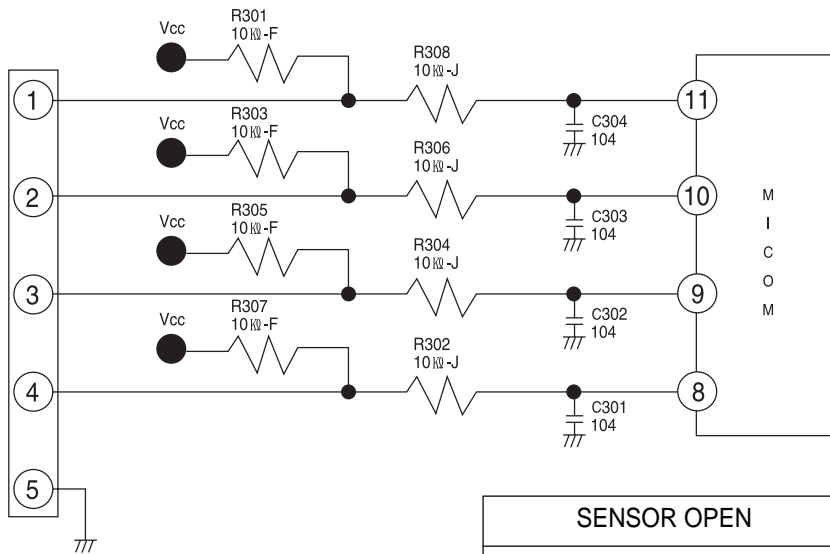 Vcc
R301
10㏀-F
R308
10㏀-J
1
11
C304
104
Vcc
R303
10㏀-F
R306
10㏀-J
2
10
C303
104
Vcc
R305
10㏀-F
R304
10㏀-J
3
9
C302
104
Vcc
R307
10㏀-F
R302
10㏀-J
4
8
C301
104
M
I
C
O
M
5
SENSOR OPEN